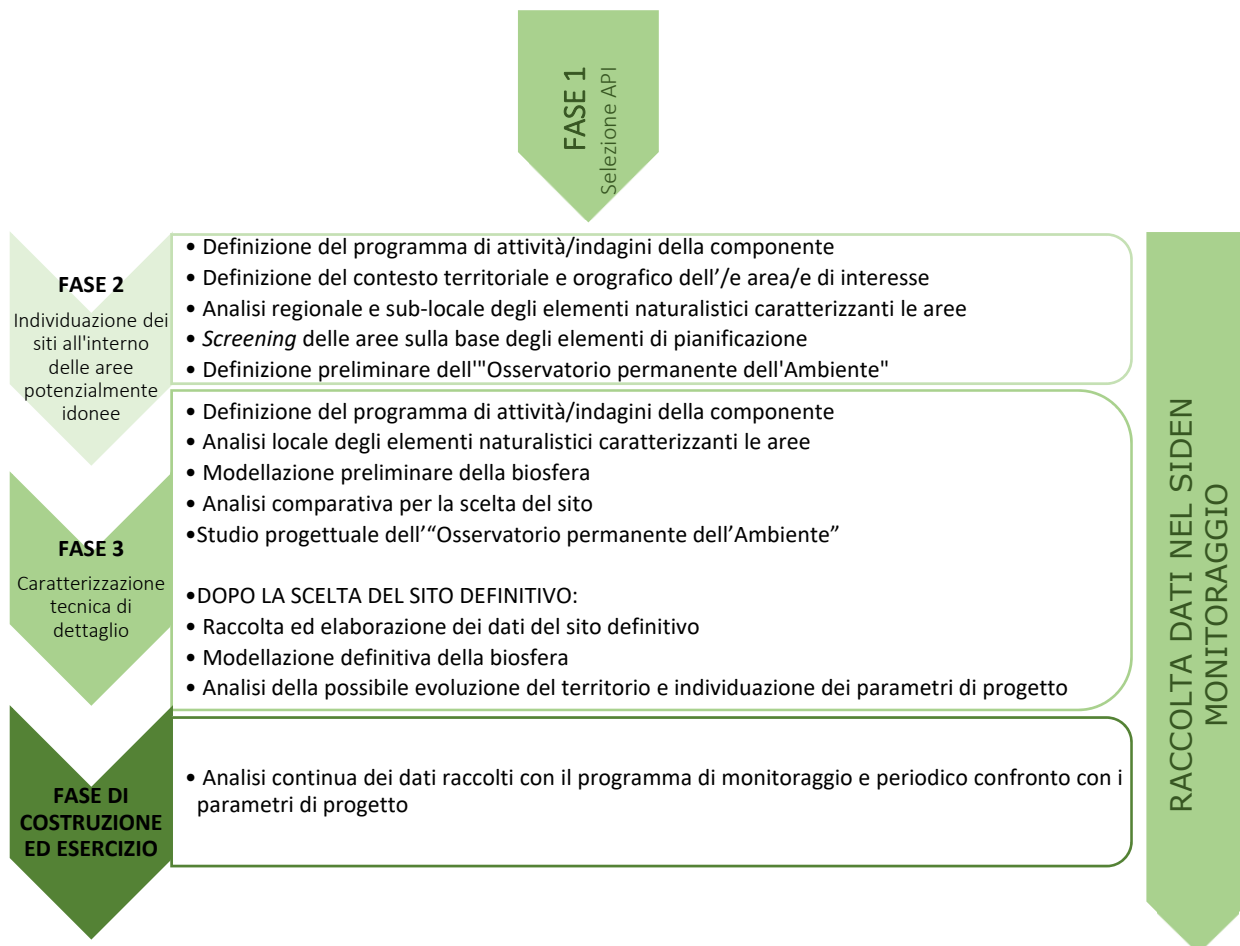 FASE 1
Selezione API
FASE 2
Individuazione dei
siti all'interno
delle aree
potenzialmente
idonee
• Definizione del programma di attività/indagini della componente
• Definizione del contesto territoriale e orografico dell'/e area/e di interesse
• Analisi regionale e sub-locale degli elementi naturalistici caratterizzanti le aree
• Screening delle aree sulla base degli elementi di pianificazione
• Definizione preliminare dell'"Osservatorio permanente dell'Ambiente"
FASE 3
Caratterizzazione
tecnica di
dettaglio
• Definizione del programma di attività/indagini della componente
• Analisi locale degli elementi naturalistici caratterizzanti le aree
• Modellazione preliminare della biosfera
• Analisi comparativa per la scelta del sito
•Studio progettuale dell'“Osservatorio permanente dell’Ambiente”
•DOPO LA SCELTA DEL SITO DEFINITIVO:
• Raccolta ed elaborazione dei dati del sito definitivo
• Modellazione definitiva della biosfera
• Analisi della possibile evoluzione del territorio e individuazione dei parametri di progetto
FASE DI
COSTRUZIONE
ED ESERCIZIO
• Analisi continua dei dati raccolti con il programma di monitoraggio e periodico confronto con i
parametri di progetto
RACCOLTA DATI NEL SIDEN
MONITORAGGIO